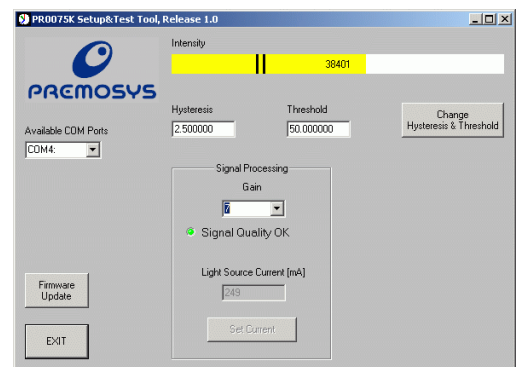 PR0075K Setup&Test Tool, Release 1.0
Intensity
38401
PREMOSYS
Hysteresis
Threshold
2.500000
50.000000
Change
Hysteresis & Threshold
Available COM Ports
COM4:
Signal Processing
Gain
7
Signal Quality OK
Light Source Current [mA]
249
Set Current
Firmware
Update
EXIT